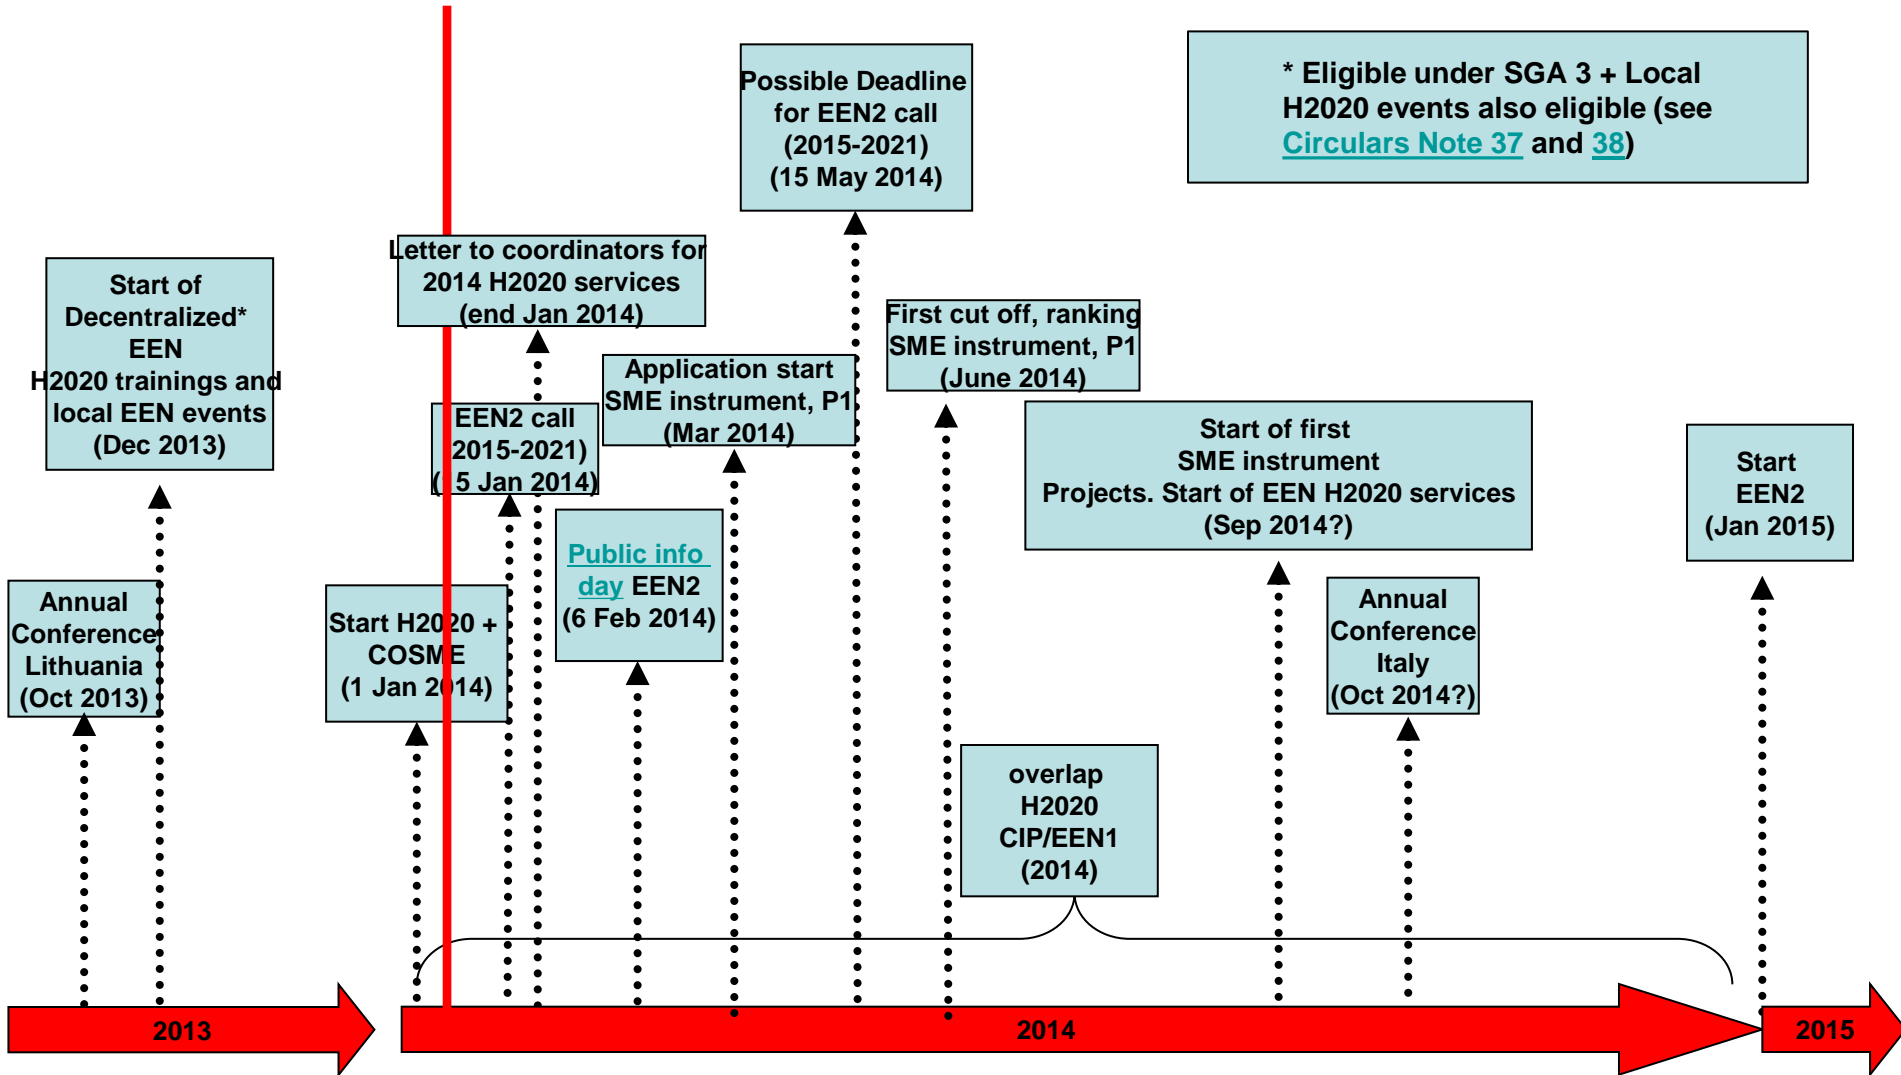 Possible Deadline
for EEN2 call
(2015-2021)
(15 May 2014)
* Eligible under SGA 3 + Local
H2020 events also eligible (see
Circulars Note 37 and 38)
Letter to coordinators for
2014 H2020 services
(end Jan 2014)
Start of
Decentralized*
EEN
H2020 trainings and
local EEN events
(Dec 2013)
First cut off, ranking
SME instrument, P1
(June 2014)
Application start
SME instrument, P1
(Mar 2014)
EEN2 call
2015-2021)
(15 Jan 2014)
Start of first
SME instrument
Projects. Start of EEN H2020 services
(Sep 2014?)
Start
EEN2
(Jan 2015)
Public info
day EEN2
(6 Feb 2014)
Annual
Conference
Lithuania
(Oct 2013)
Start H2020 +
COSME
(1 Jan 2014)
Annual
Conference
Italy
(Oct 2014?)
overlap
H2020
CIP/EEN1
(2014)
2013
2014
2015